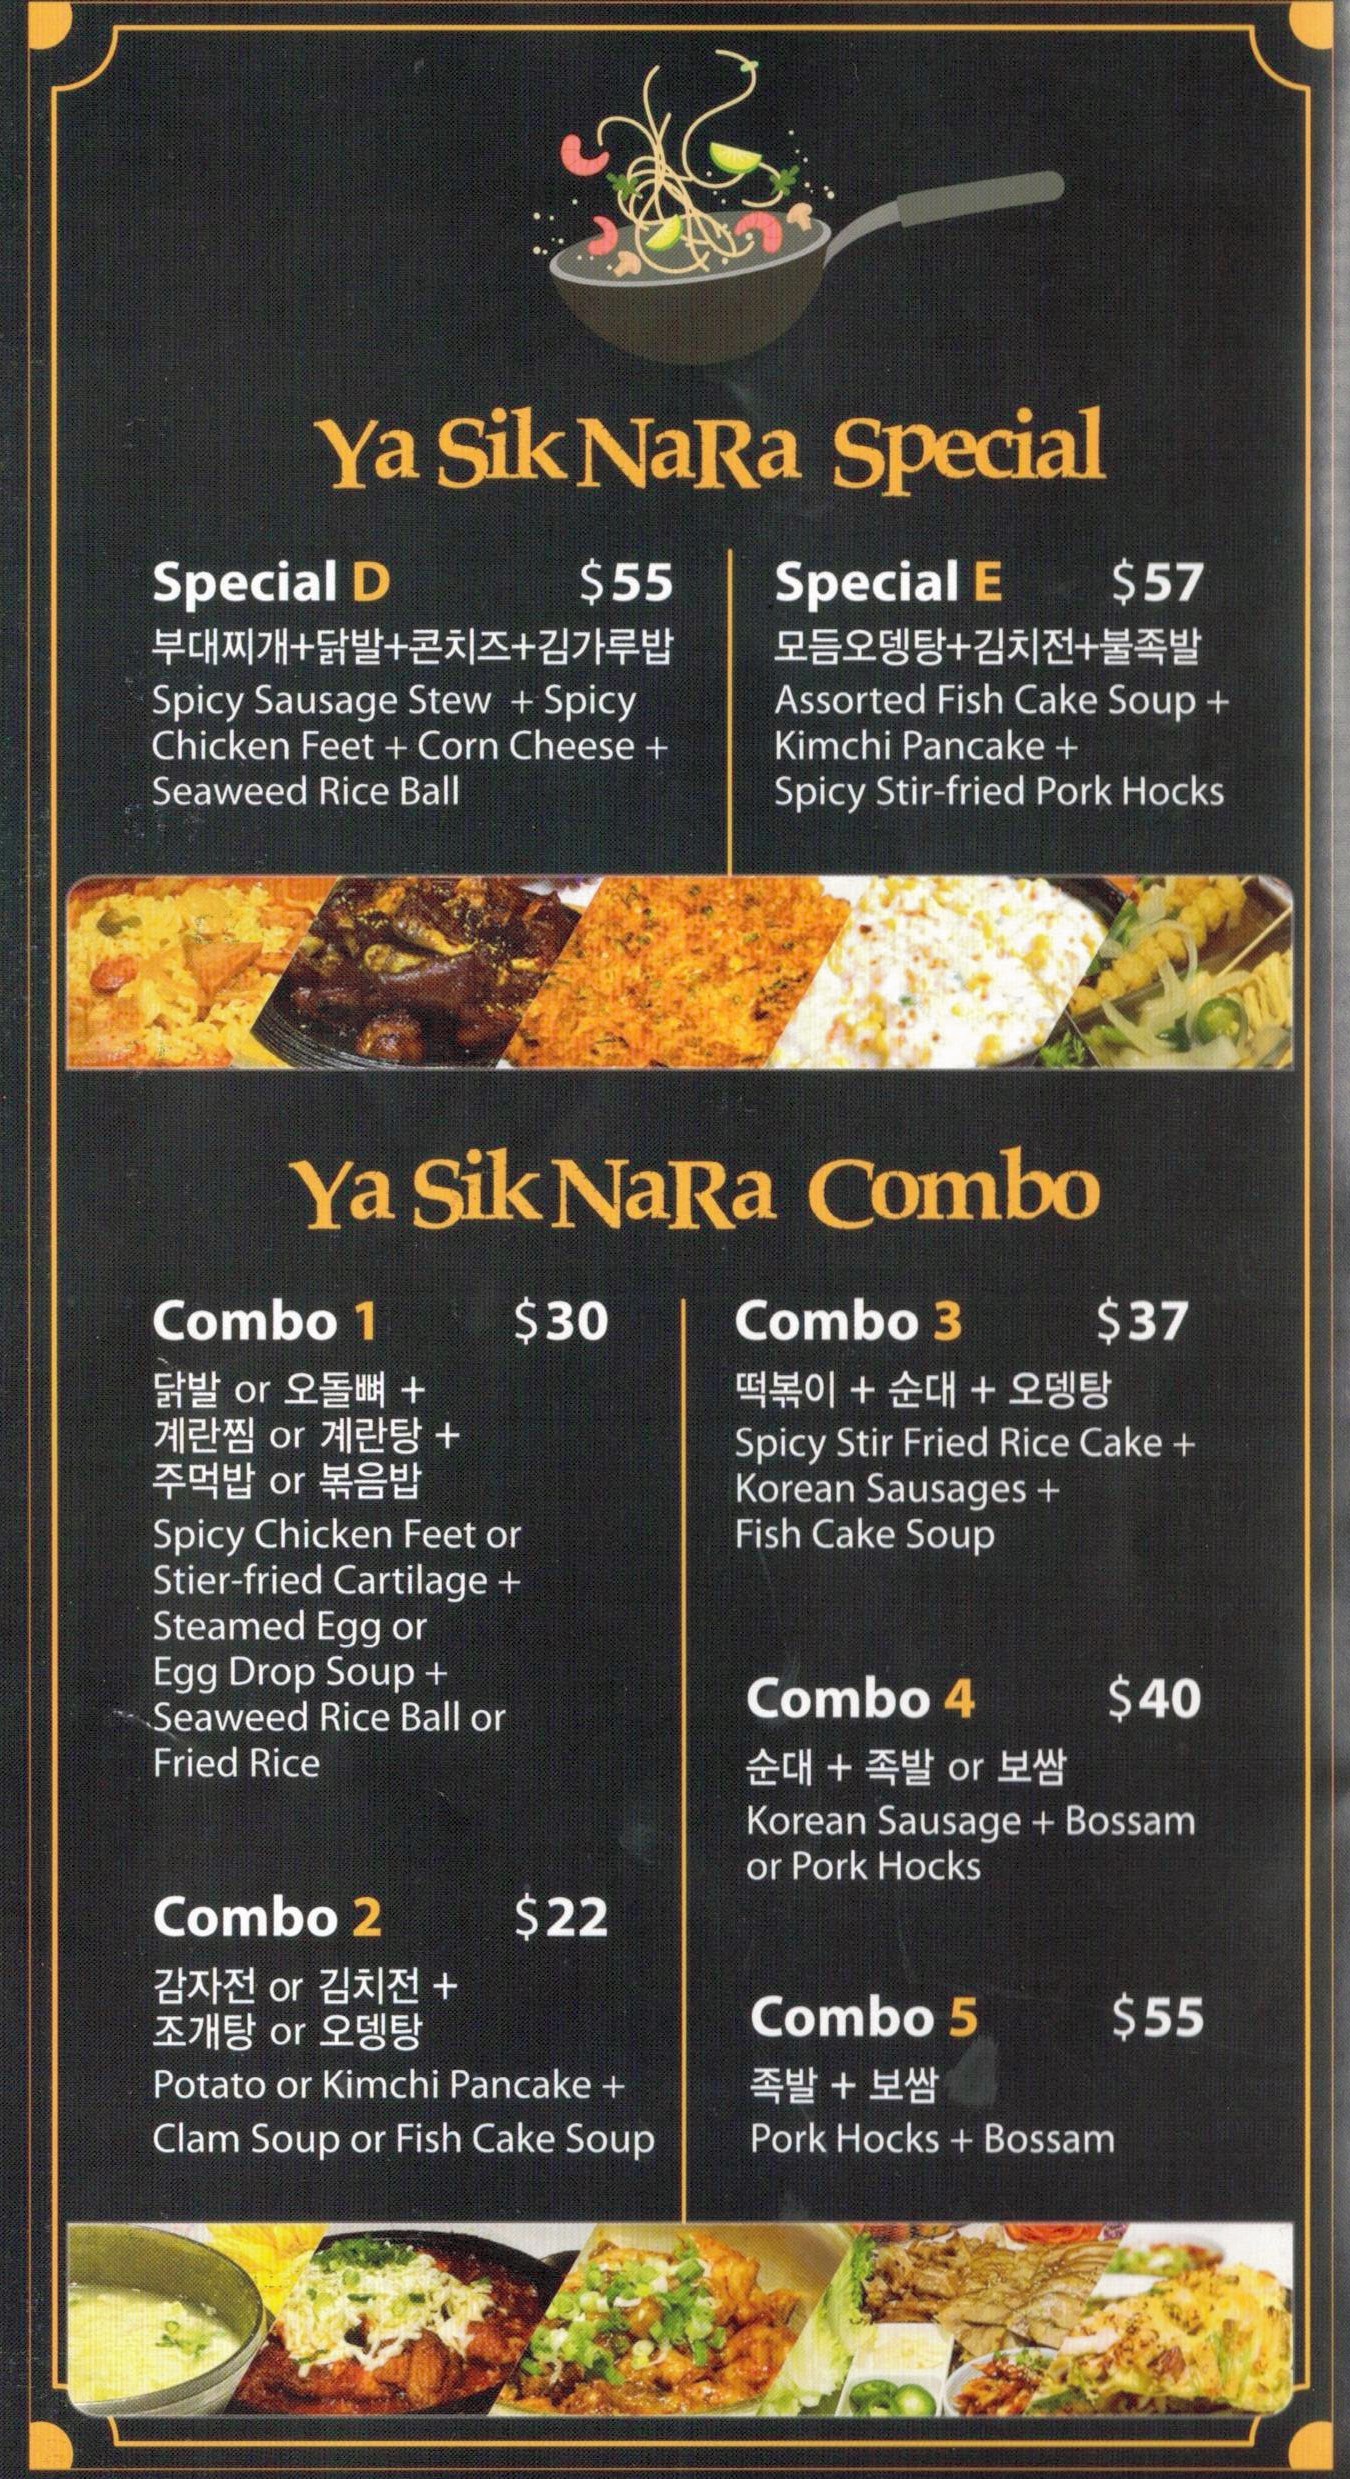 Ya Sik NaRa Special
Special D $55
부대찌개+닭발+콘치즈+김가루밥
Spicy Sausage Stew + Spicy
Chicken Feet + Corn Cheese +
Seaweed Rice Ball
Special E $57
모듬오뎅탕+김치전+불족발
Assorted Fish Cake Soup +
Kimchi Pancake +
Spicy Stir-fried Pork Hocks
Ya Sik NaRa Combo
Combo 1 $30
닭발 or 오돌뼈 +
계란찜 or 계란탕 +
주먹밥 or 볶음밥
Spicy Chicken Feet or
Stier-fried Cartilage +
Steamed Egg or
Egg Drop Soup +
Seaweed Rice Ball or
Fried Rice
Combo 2 $22
감자전 or 김치전 +
조개탕 or 오뎅탕
Potato or Kimchi Pancake +
Clam Soup or Fish Cake Soup
Combo 3 $37
떡볶이 + 순대 + 오뎅탕
Spicy Stir Fried Rice Cake +
Korean Sausages +
Fish Cake Soup
Combo 4 $40
순대 + 족발 or 보쌈
Korean Sausage + Bossam
or Pork Hocks
Combo 5 $55
족발 + 보쌈
Pork Hocks + Bossam